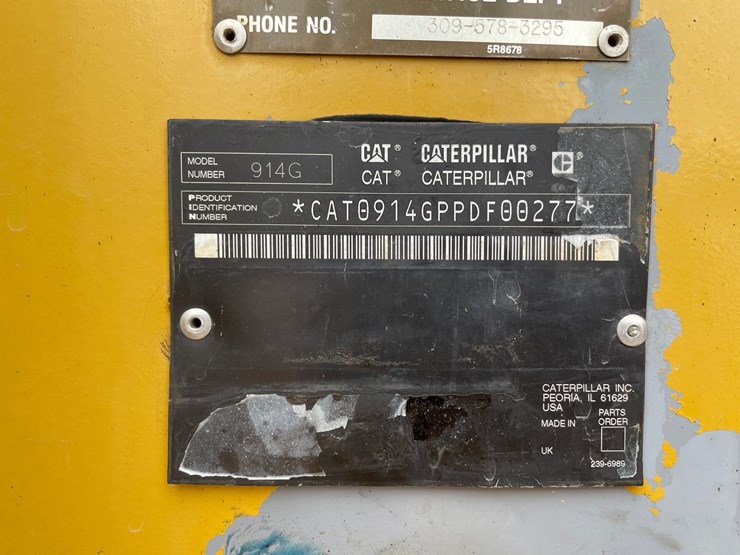 PHONE NO. 309-578-3295
5R8678
CAT® CATERPILLAR® C®
CAT® CATERPILLAR®
MODEL NUMBER 914G
PRODUCT IDENTIFICATION NUMBER *CAT0914GPPDF00277*
CATERPILLAR INC.
PEORIA, IL 61629
USA
MADE IN
PARTS ORDER
UK
239-6989